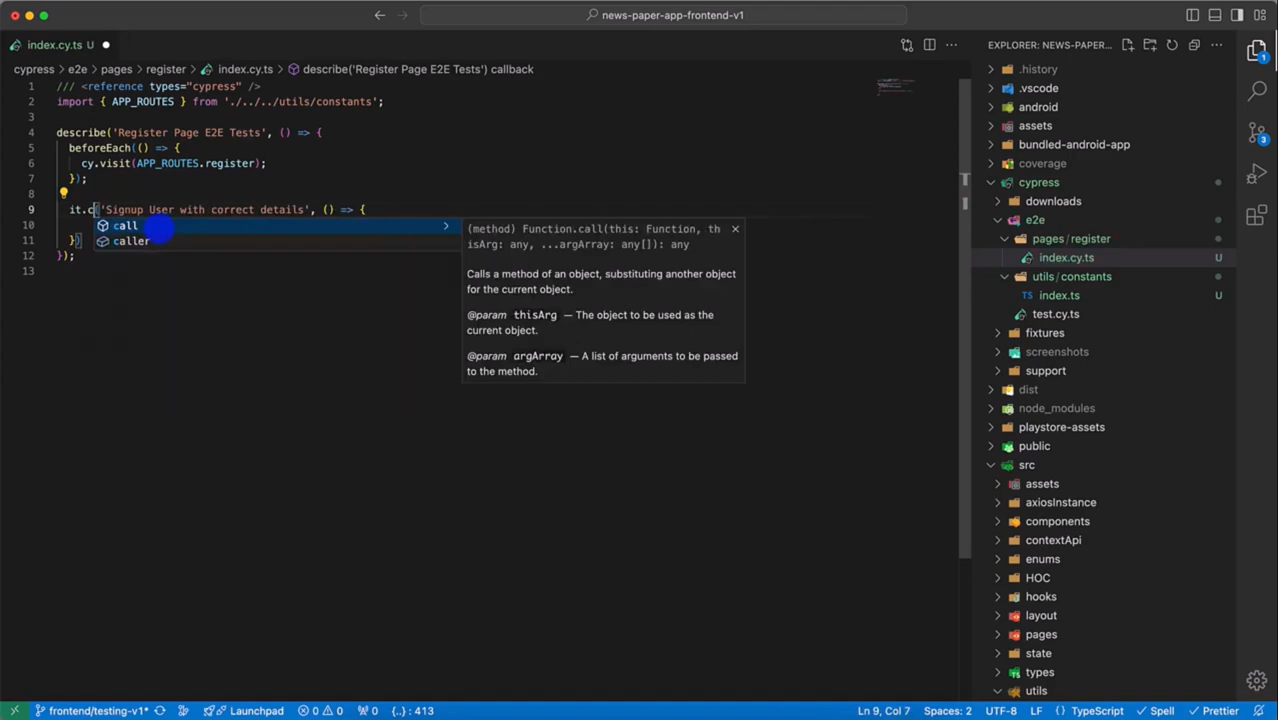 news-paper-app-frontend-v1
index.cy.ts U
EXPLORER: NEWS-PAPER...
cypress > e2e > pages > register > index.cy.ts > describe('Register Page E2E Tests') callback
1 /// <reference types="cypress" />
2 import { APP_ROUTES } from './../../utils/constants';
3
4 describe('Register Page E2E Tests', () => {
5 beforeEach(() => {
6 cy.visit(APP_ROUTES.register);
7 });
8
9 it.c('Signup User with correct details', () => {
10
11 })
12 });
13
call
caller
(method) Function.call(this: Function, th
isArg: any, ...argArray: any[]): any
Calls a method of an object, substituting another object
for the current object.
@param thisArg — The object to be used as the
current object.
@param argArray — A list of arguments to be passed
to the method.
.history
.vscode
android
assets
bundled-android-app
coverage
cypress
downloads
e2e
pages/register
index.cy.ts U
utils/constants
index.ts U
test.cy.ts
fixtures
screenshots
support
dist
node_modules
playstore-assets
public
src
assets
axiosInstance
components
contextApi
enums
HOC
hooks
layout
pages
state
types
utils
1
3
frontend/testing-v1* Launchpad 0 0 0 {..} : 413 Ln 9, Col 7 Spaces: 2 UTF-8 LF {} TypeScript Spell Prettier